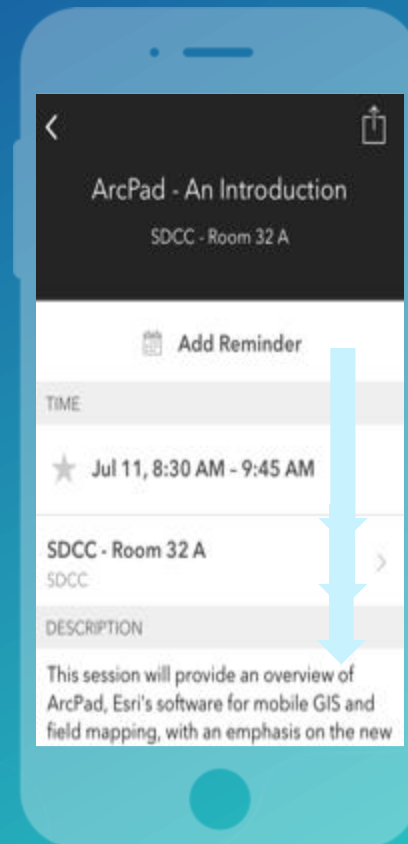 ArcPad - An Introduction
SDCC - Room 32 A
Add Reminder
TIME
Jul 11, 8:30 AM - 9:45 AM
SDCC - Room 32 A
SDCC
DESCRIPTION
This session will provide an overview of
ArcPad, Esri's software for mobile GIS and
field mapping, with an emphasis on the new